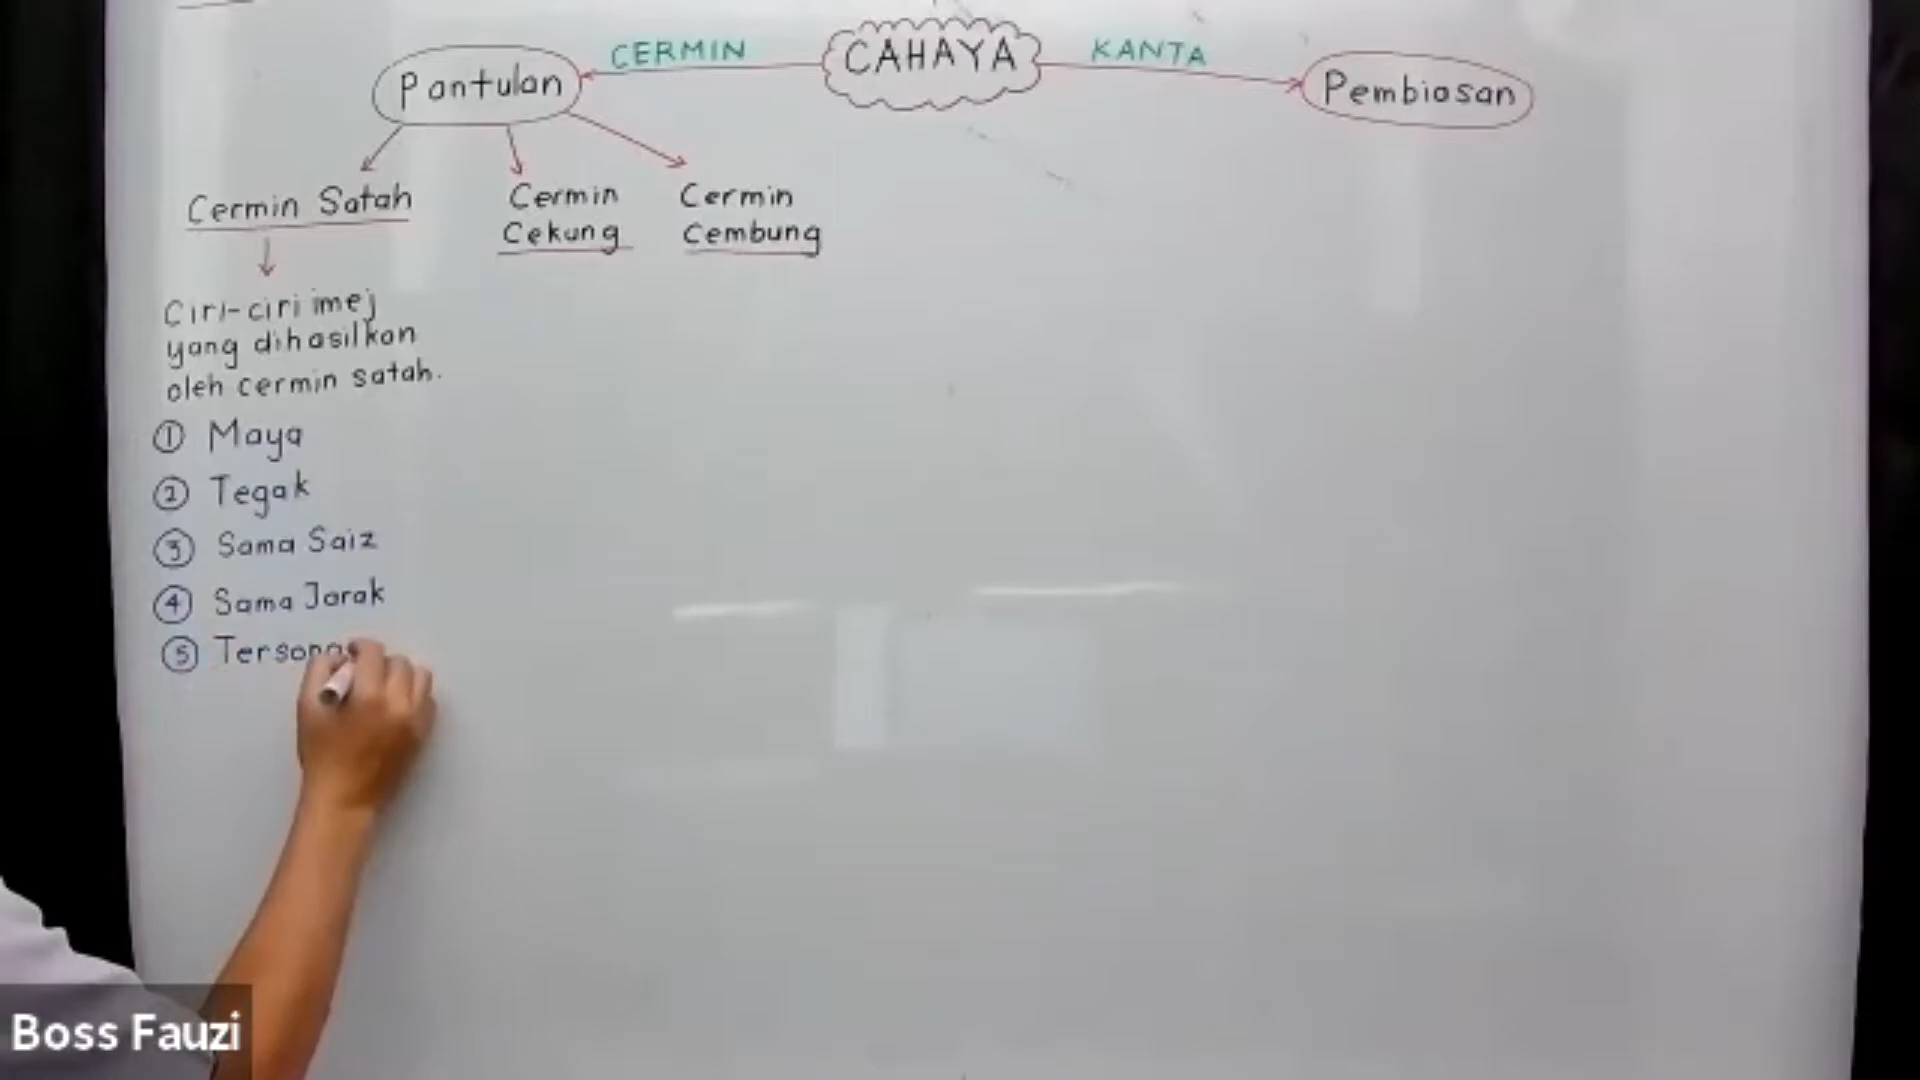 CERMIN
CAHAYA
KANTA
Pantulan
Pembiasan
Cermin Satah
Cermin
Cekung
Cermin
Cembung
Ciri-ciri imej
yang dihasilkan
oleh cermin satah.
① Maya
② Tegak
③ Sama Saiz
④ Sama Jarak
⑤
Boss Fauzi